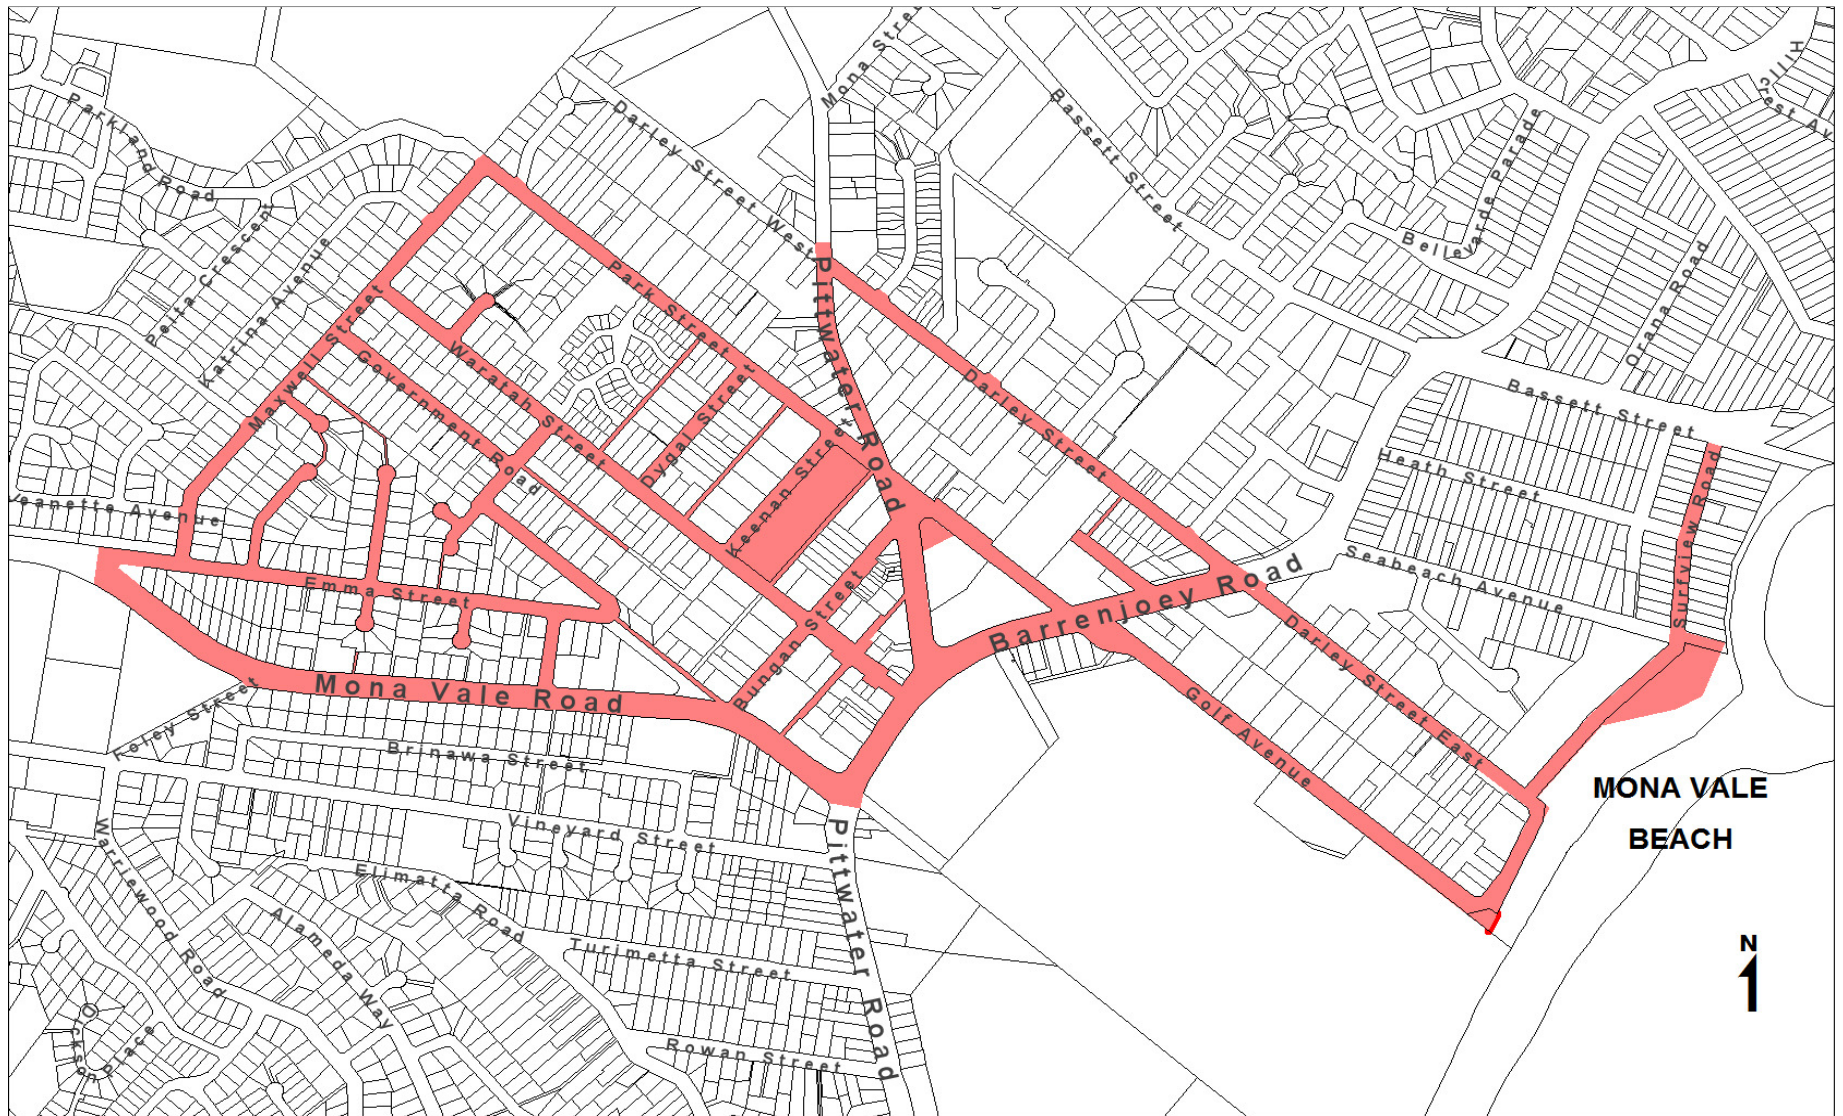 Mona Street
Hillcrest Av
Parkland Road
Darley Street West
Bassett Street
Bellevarde Parade
Patta Crescent
Katrina Avenue
Park Street
Pittwater Road
Orana Road
Maxwell Street
Government Road
Waratah Street
Dygal Street
Keenan Street
Darley Street
Bassett Street
Heath Street
Surfview Road
Jeanette Avenue
Emma Street
Bungan Street
Barrenjoey Road
Seabeach Avenue
Mona Vale Road
Foley Street
Golf Avenue
Darley Street East
Brinawa Street
MONA VALE
BEACH
Vineyard Street
Pittwater Road
Warriewood Road
Elimatta Road
Alameda Way
Turimetta Street
N
Dickson Place
Rowan Street